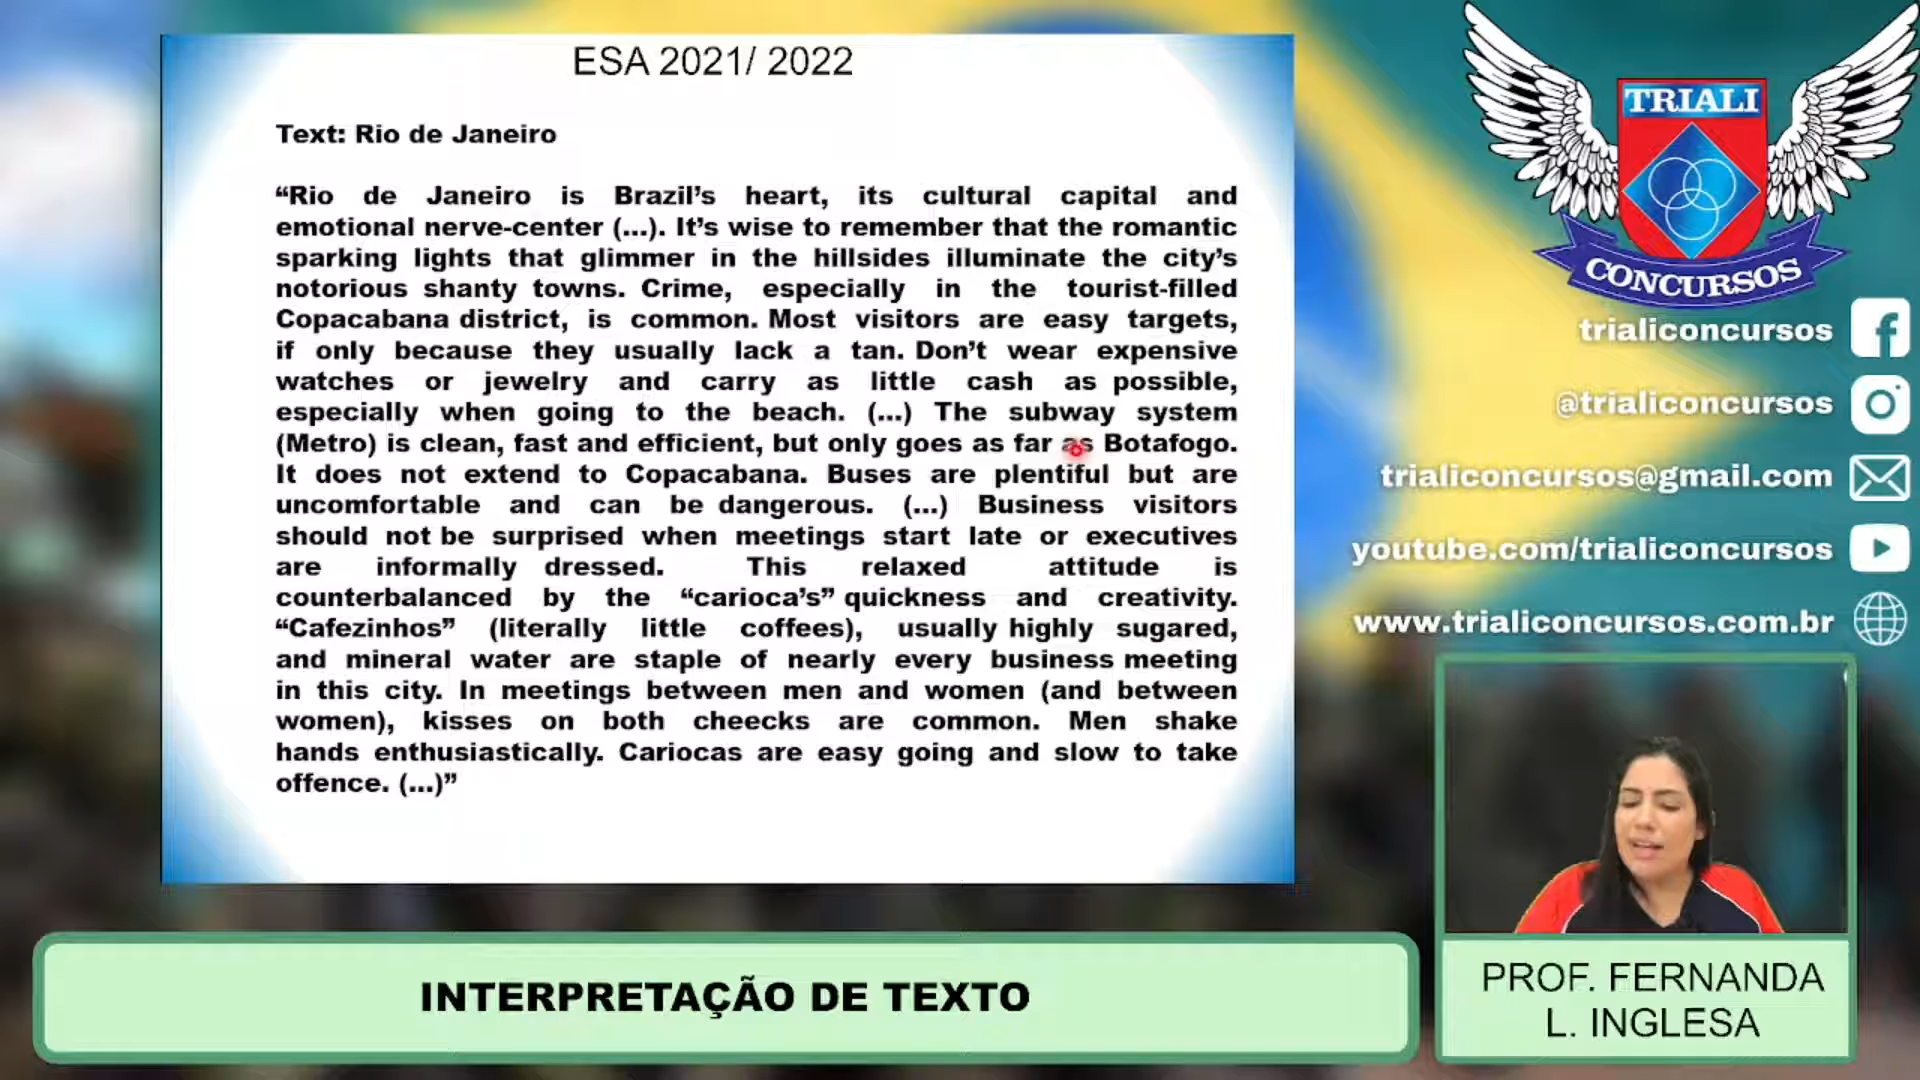 ESA 2021/ 2022
Text: Rio de Janeiro
“Rio de Janeiro is Brazil’s heart, its cultural capital and
emotional nerve-center (...). It’s wise to remember that the romantic
sparking lights that glimmer in the hillsides illuminate the city’s
notorious shanty towns. Crime, especially in the tourist-filled
Copacabana district, is common. Most visitors are easy targets,
if only because they usually lack a tan. Don’t wear expensive
watches or jewelry and carry as little cash as possible,
especially when going to the beach. (...) The subway system
(Metro) is clean, fast and efficient, but only goes as far as Botafogo.
It does not extend to Copacabana. Buses are plentiful but are
uncomfortable and can be dangerous. (...) Business visitors
should not be surprised when meetings start late or executives
are informally dressed. This relaxed attitude is
counterbalanced by the “carioca’s” quickness and creativity.
“Cafezinhos” (literally little coffees), usually highly sugared,
and mineral water are staple of nearly every business meeting
in this city. In meetings between men and women (and between
women), kisses on both cheecks are common. Men shake
hands enthusiastically. Cariocas are easy going and slow to take
offence. (...)”
TRIALI
CONCURSOS
trialiconcursos
@trialiconcursos
trialiconcursos@gmail.com
youtube.com/trialiconcursos
www.trialiconcursos.com.br
INTERPRETAÇÃO DE TEXTO
PROF. FERNANDA
L. INGLESA